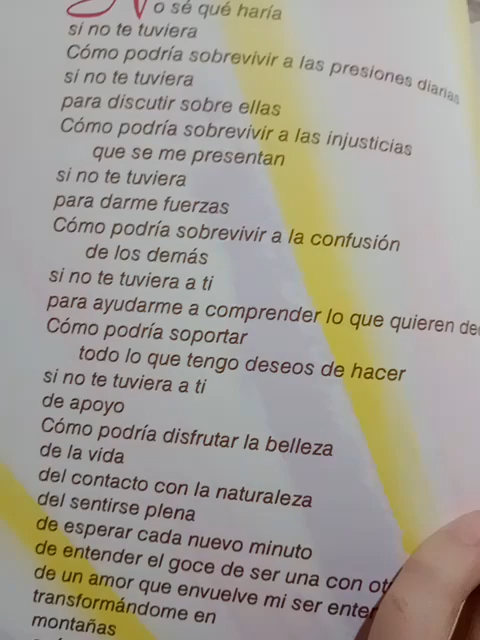 No sé qué haría
si no te tuviera
Cómo podría sobrevivir a las presiones diarias
si no te tuviera
para discutir sobre ellas
Cómo podría sobrevivir a las injusticias
que se me presentan
si no te tuviera
para darme fuerzas
Cómo podría sobrevivir a la confusión
de los demás
si no te tuviera a ti
para ayudarme a comprender lo que quieren
Cómo podría soportar
todo lo que tengo deseos de hacer
si no te tuviera a ti
de apoyo
Cómo podría disfrutar la belleza
de la vida
del contacto con la naturaleza
del sentirse plena
de esperar cada nuevo minuto
de entender el goce de ser una con
de un amor que envuelve mi ser
transformándome en
montañas